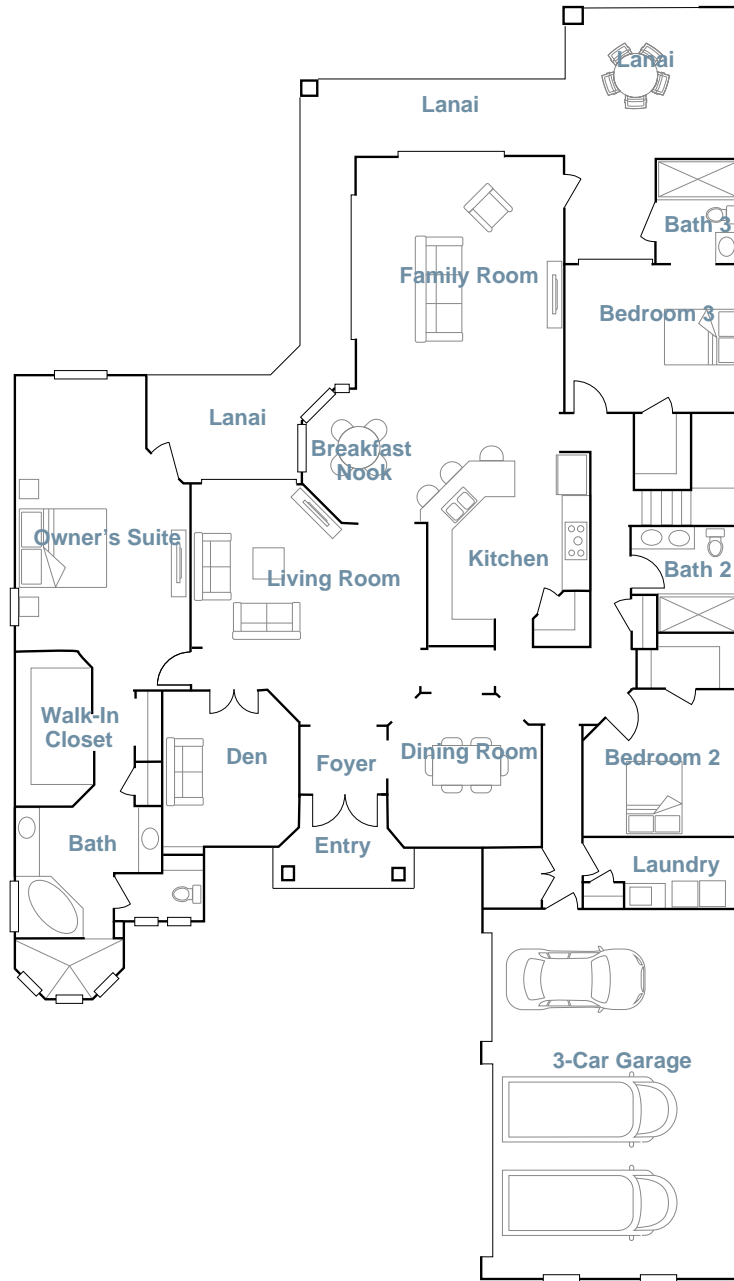 Lanai
Lanai
Bath 3
Family Room
Bedroom 3
Lanai
Breakfast
Nook
Owner's Suite
Living Room
Kitchen
Bath 2
Walk-In
Closet
Den
Foyer
Dining Room
Bedroom 2
Bath
Entry
Laundry
3-Car Garage